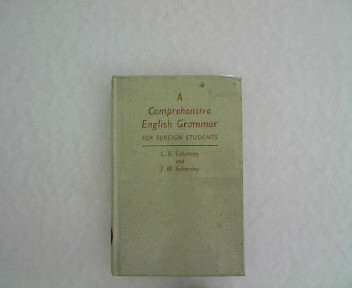 A
Comprehensive
English Grammar
FOR FOREIGN STUDENTS
C. E. Eckersley
and
J. M. Eckersley